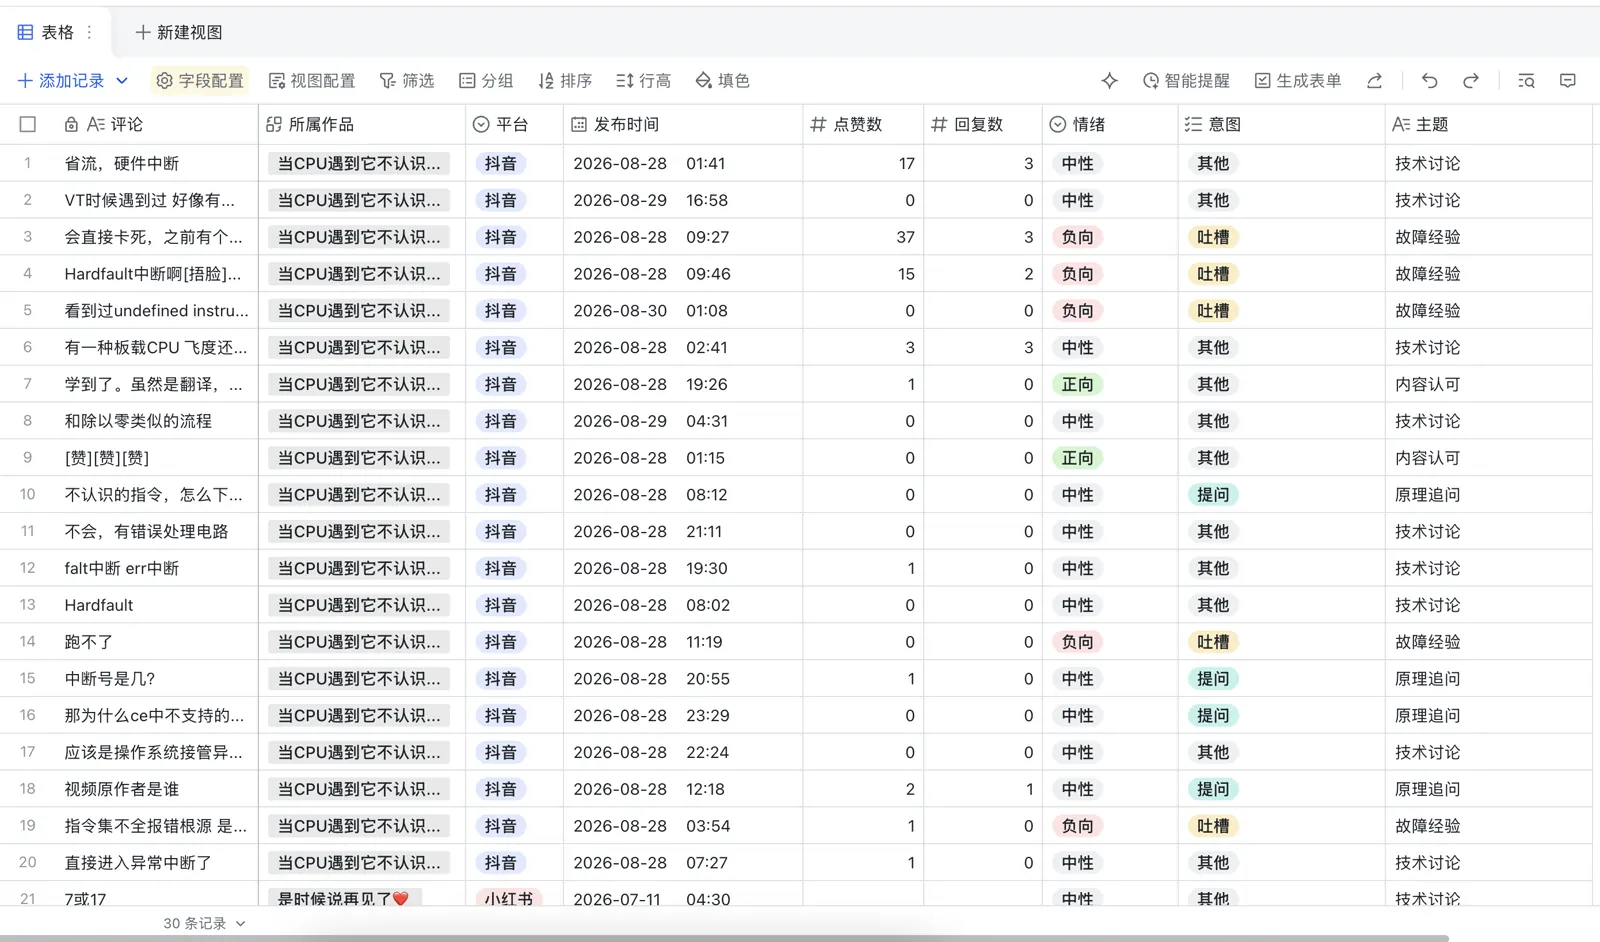 表格 新建视图
添加记录 字段配置 视图配置 筛选 分组 排序 行高 填色 智能提醒 生成表单
评论 所属作品 平台 发布时间 点赞数 回复数 情绪 意图 主题
1 省流，硬件中断 当CPU遇到它不认识... 抖音 2026-08-28 01:41 17 3 中性 其他 技术讨论
2 VT时候遇到过 好像有... 当CPU遇到它不认识... 抖音 2026-08-29 16:58 0 0 中性 其他 技术讨论
3 会直接卡死，之前有个... 当CPU遇到它不认识... 抖音 2026-08-28 09:27 37 3 负向 吐槽 故障经验
4 Hardfault中断啊[捂脸]... 当CPU遇到它不认识... 抖音 2026-08-28 09:46 15 2 负向 吐槽 故障经验
5 看到过undefined instru... 当CPU遇到它不认识... 抖音 2026-08-30 01:08 0 0 负向 吐槽 故障经验
6 有一种板载CPU 飞度还... 当CPU遇到它不认识... 抖音 2026-08-28 02:41 3 3 中性 其他 技术讨论
7 学到了。虽然是翻译，... 当CPU遇到它不认识... 抖音 2026-08-28 19:26 1 0 正向 其他 内容认可
8 和除以零类似的流程 当CPU遇到它不认识... 抖音 2026-08-29 04:31 0 0 中性 其他 技术讨论
9 [赞][赞][赞] 当CPU遇到它不认识... 抖音 2026-08-28 01:15 0 0 正向 其他 内容认可
10 不认识的指令，怎么下... 当CPU遇到它不认识... 抖音 2026-08-28 08:12 0 0 中性 提问 原理追问
11 不会，有错误处理电路 当CPU遇到它不认识... 抖音 2026-08-28 21:11 0 0 中性 其他 技术讨论
12 falt中断 err中断 当CPU遇到它不认识... 抖音 2026-08-28 19:30 1 0 中性 其他 技术讨论
13 Hardfault 当CPU遇到它不认识... 抖音 2026-08-28 08:02 0 0 中性 其他 技术讨论
14 跑不了 当CPU遇到它不认识... 抖音 2026-08-28 11:19 0 0 负向 吐槽 故障经验
15 中断号是几? 当CPU遇到它不认识... 抖音 2026-08-28 20:55 1 0 中性 提问 原理追问
16 那为什么ce中不支持的... 当CPU遇到它不认识... 抖音 2026-08-28 23:29 0 0 中性 提问 原理追问
17 应该是操作系统接管异... 当CPU遇到它不认识... 抖音 2026-08-28 22:24 0 0 中性 其他 技术讨论
18 视频原作者是谁 当CPU遇到它不认识... 抖音 2026-08-28 12:18 2 1 中性 提问 原理追问
19 指令集不全报错根源 是... 当CPU遇到它不认识... 抖音 2026-08-28 03:54 1 0 负向 吐槽 故障经验
20 直接进入异常中断了 当CPU遇到它不认识... 抖音 2026-08-28 07:27 1 0 中性 其他 技术讨论
21 7或17 是时候说再见了❤️ 小红书 2026-07-11 04:30 中性 其他 技术讨论
30 条记录